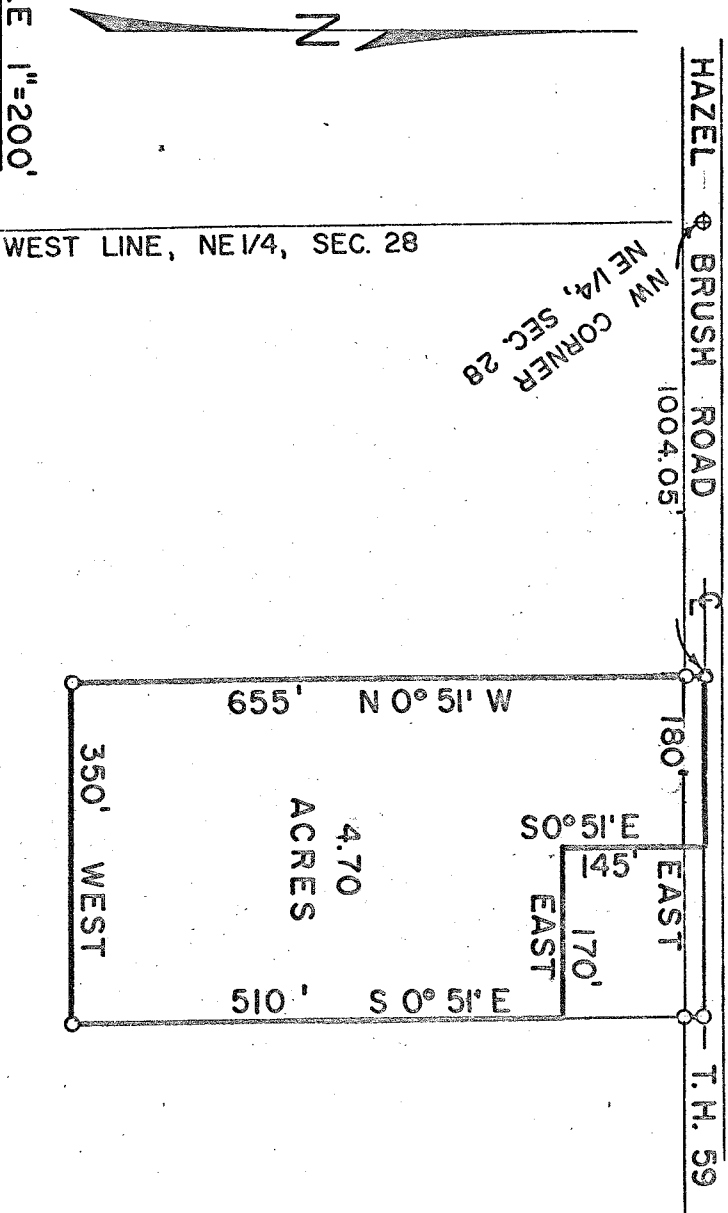 HAZEL BRUSH ROAD
T. H. 59
1004.05'
CL
NW CORNER
NE 1/4, SEC. 28
WEST LINE, NE 1/4, SEC. 28
N
E 1"=200'
180' EAST
S 0° 51' E
145'
170'
EAST
655' N 0° 51' W
4.70
ACRES
510' S 0° 51' E
350' WEST